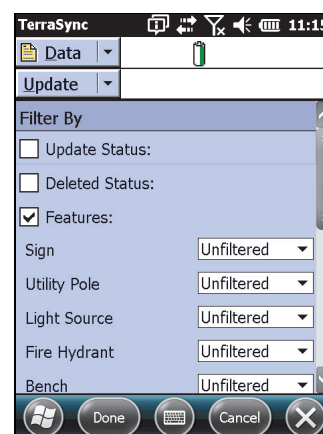 TerraSync 11:15
Data
Update
Filter By
Update Status:
Deleted Status:
Features:
Sign Unfiltered
Utility Pole Unfiltered
Light Source Unfiltered
Fire Hydrant Unfiltered
Bench Unfiltered
Done Cancel